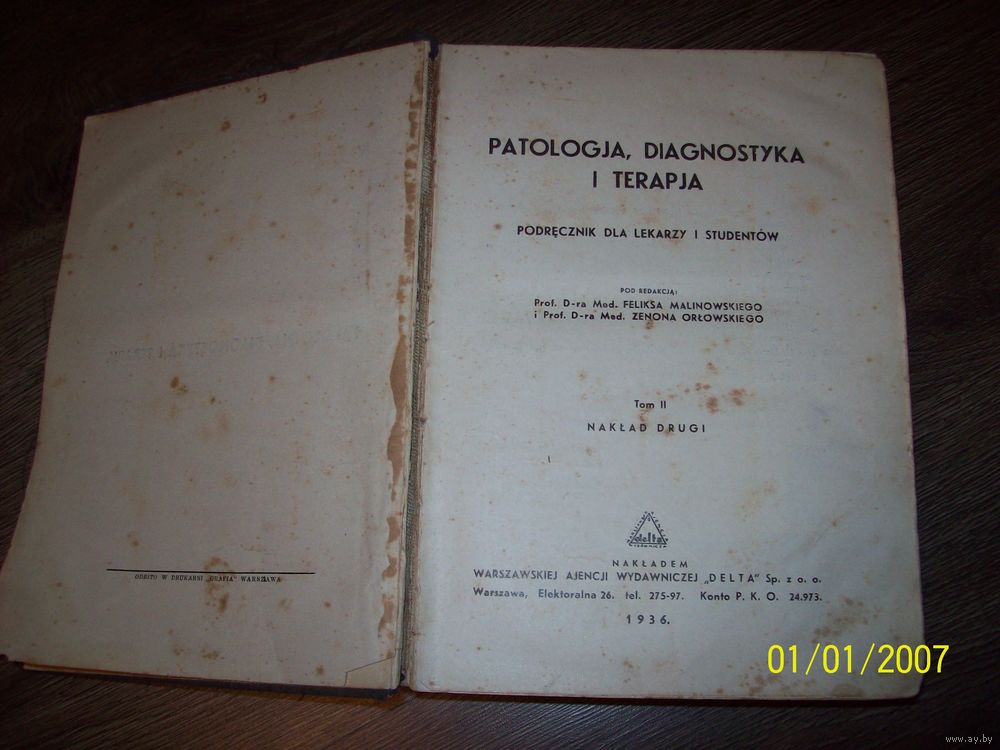 ODBITO W DRUKARNI „GRAFIA" WARSZAWA
PATOLOGJA, DIAGNOSTYKA
I TERAPJA
PODRĘCZNIK DLA LEKARZY I STUDENTÓW
POD REDAKCJĄ:
Prof. D-ra Med. FELIKSA MALINOWSKIEGO
i Prof. D-ra Med. ZENONA ORŁOWSKIEGO
Tom II
NAKŁAD DRUGI
delta
NAKŁADEM
WARSZAWSKIEJ AJENCJI WYDAWNICZEJ „DELTA" Sp. z o. o.
Warszawa, Elektoralna 26. tel. 275-97. Konto P. K. O. 24.973.
1936.
01/01/2007
www.ay.by